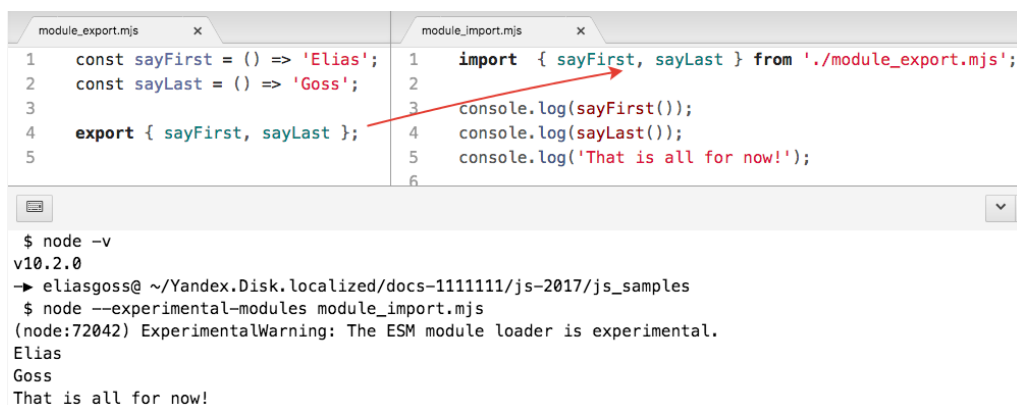 module_export.mjs x
1 const sayFirst = () => 'Elias';
2 const sayLast = () => 'Goss';
3
4 export { sayFirst, sayLast };
5
module_import.mjs x
1 import { sayFirst, sayLast } from './module_export.mjs';
2
3 console.log(sayFirst());
4 console.log(sayLast());
5 console.log('That is all for now!');
6
$ node -v
v10.2.0
→ eliasgoss@ ~/Yandex.Disk.localized/docs-1111111/js-2017/js_samples
$ node --experimental-modules module_import.mjs
(node:72042) ExperimentalWarning: The ESM module loader is experimental.
Elias
Goss
That is all for now!